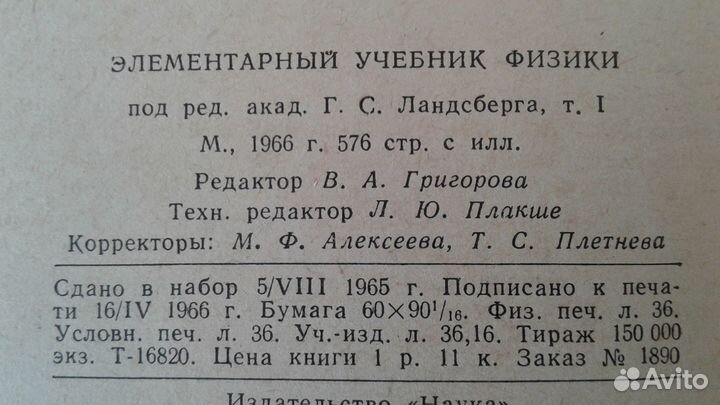 ЭЛЕМЕНТАРНЫЙ УЧЕБНИК ФИЗИКИ
под ред. акад. Г. С. Ландсберга, т. I
М., 1966 г. 576 стр. с илл.
Редактор В. А. Григорова
Техн. редактор Л. Ю. Плакше
Корректоры: М. Ф. Алексеева, Т. С. Плетнева
Сдано в набор 5/VIII 1965 г. Подписано к печа-
ти 16/IV 1966 г. Бумага 60×90¹/₁₆. Физ. печ. л. 36.
Условн. печ. л. 36. Уч.-изд. л. 36,16. Тираж 150 000
экз. Т-16820. Цена книги 1 р. 11 к. Заказ № 1890
Издательство «Наука»
Avito